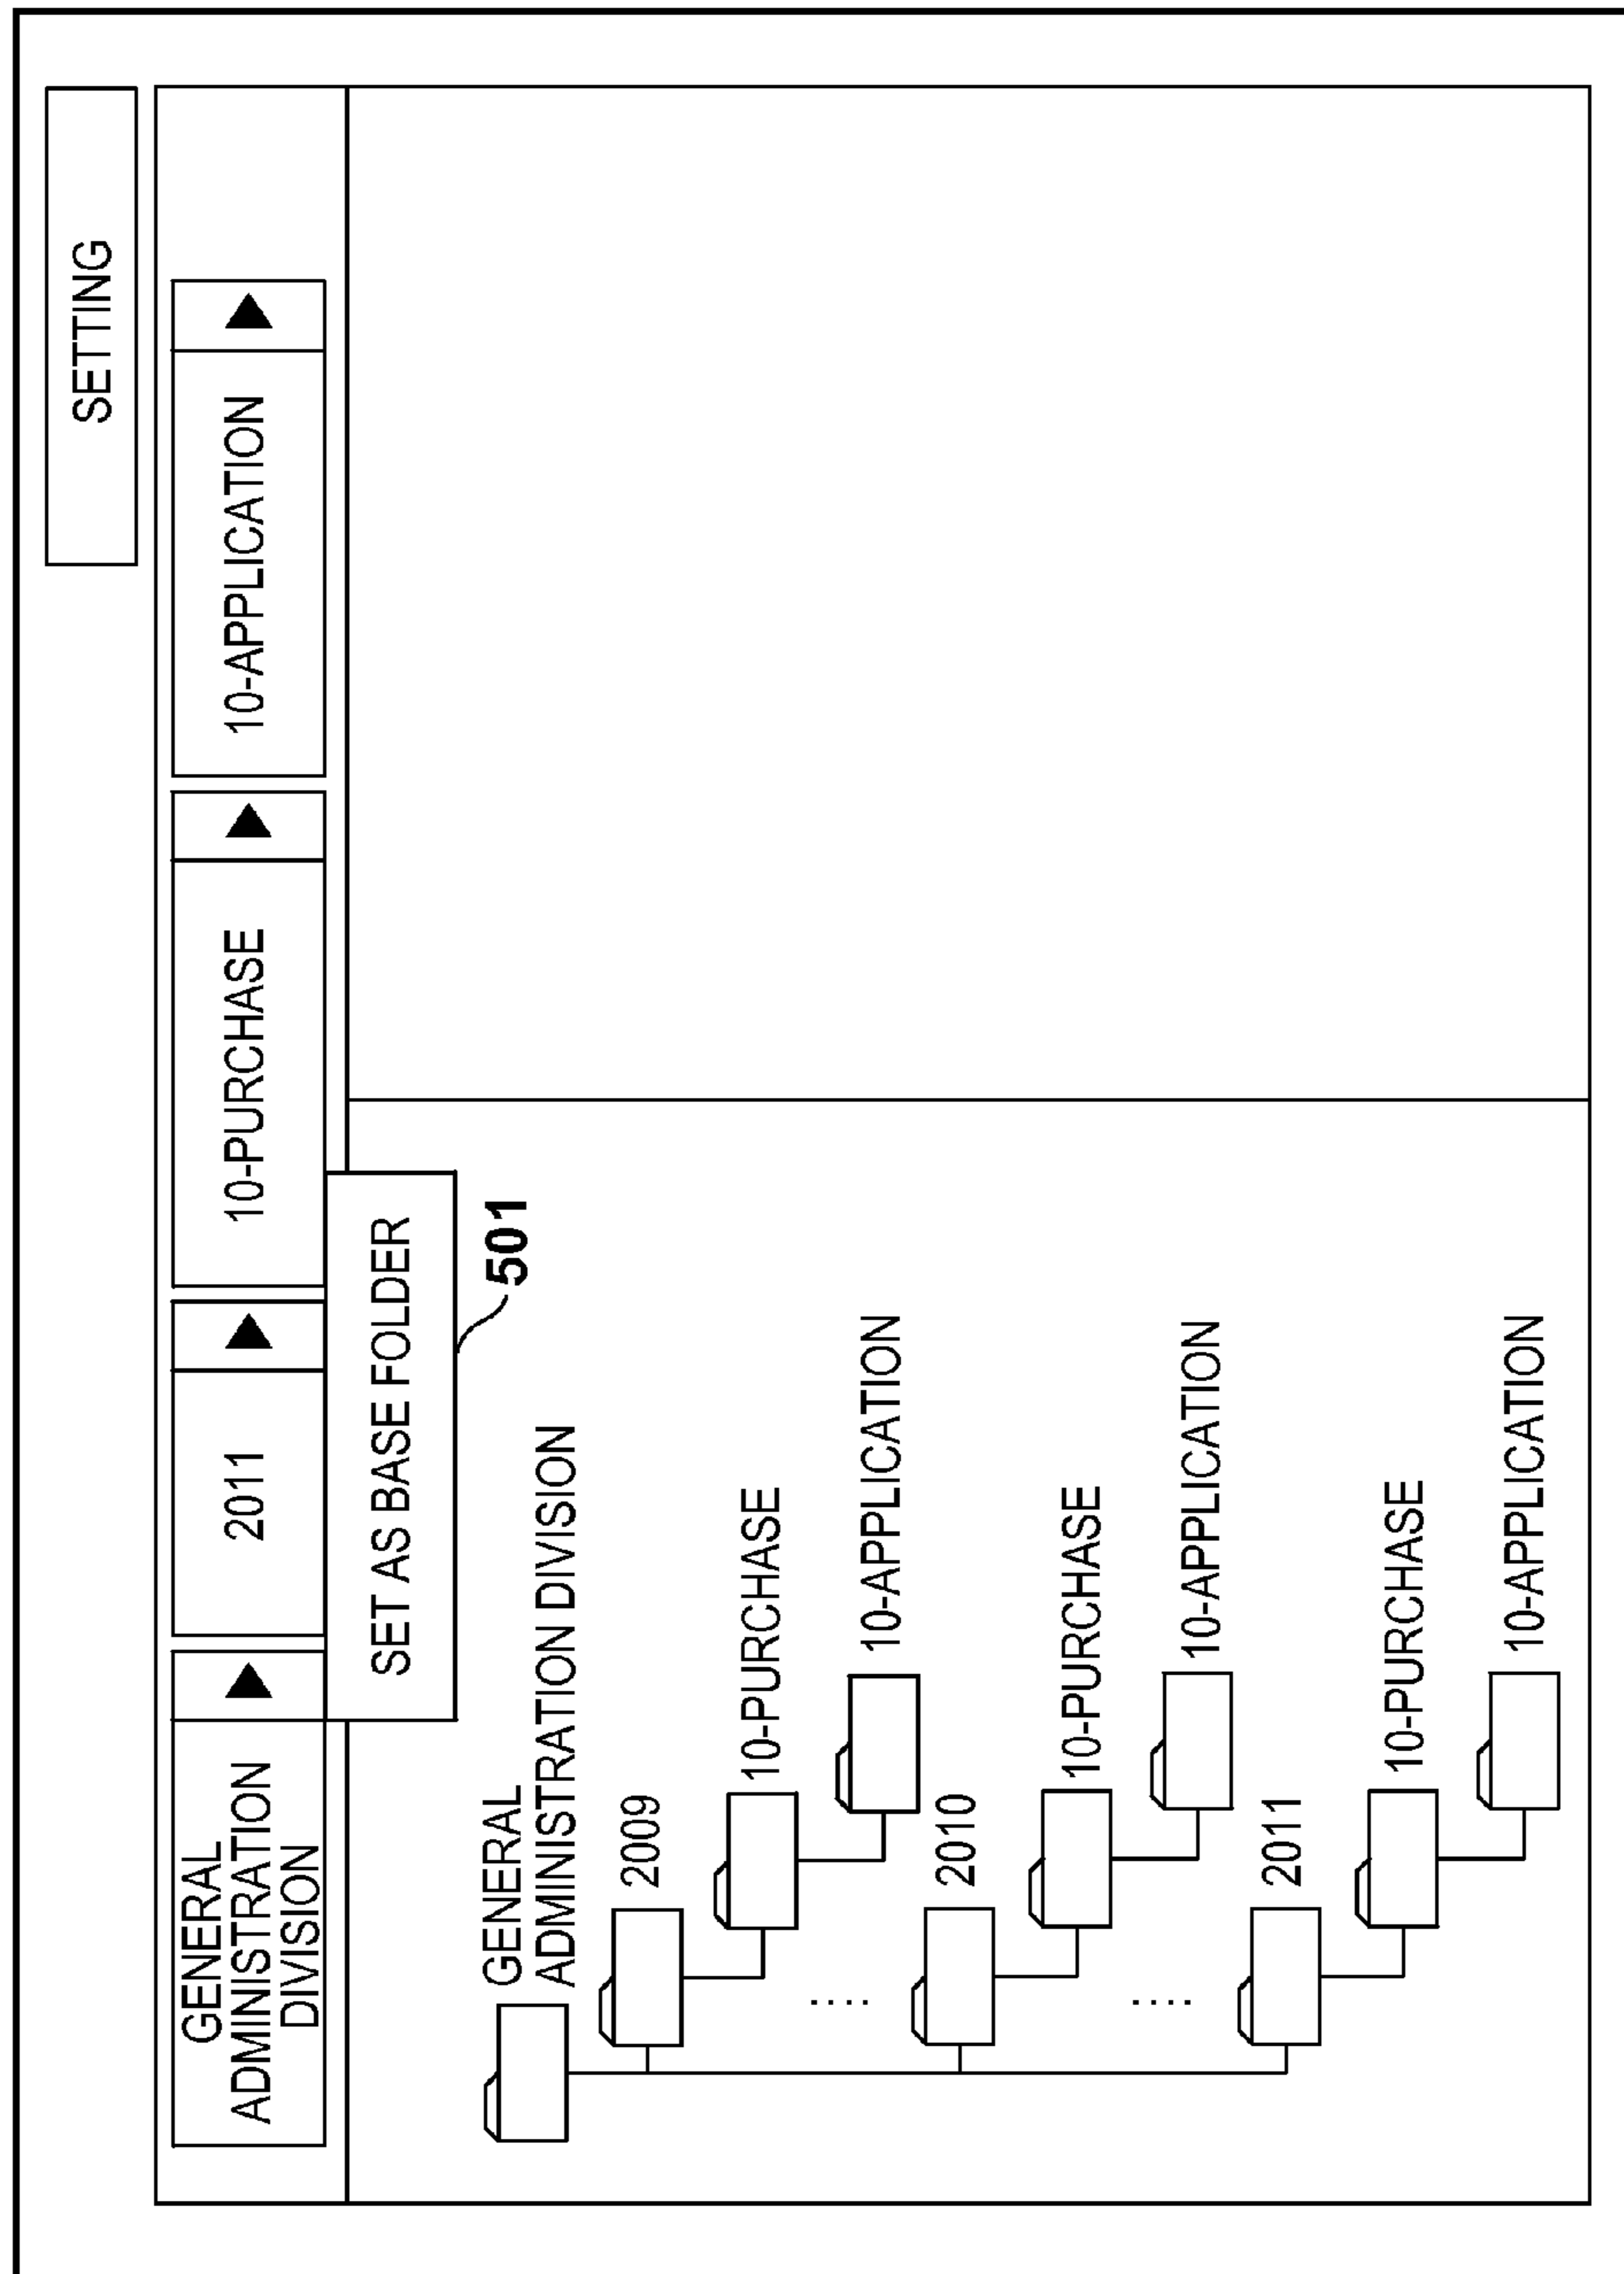 SETTING
GENERAL
ADMINISTRATION
DIVISION
2011
10-PURCHASE
10-APPLICATION
SET AS BASE FOLDER
501
GENERAL
ADMINISTRATION DIVISION
2009
10-PURCHASE
10-APPLICATION
....
2010
10-PURCHASE
10-APPLICATION
....
2011
10-PURCHASE
10-APPLICATION